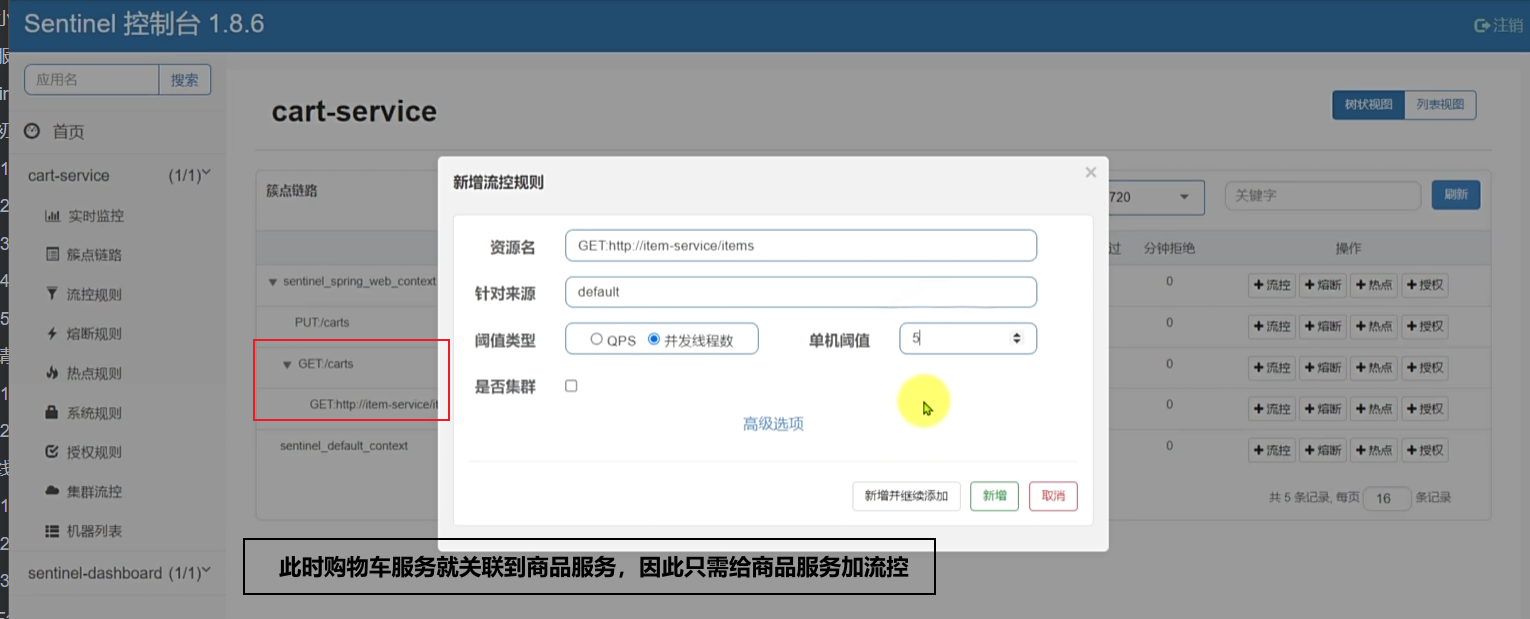 Sentinel 控制台 1.8.6
注销
应用名 搜索
首页
cart-service (1/1)
实时监控
簇点链路
流控规则
熔断规则
热点规则
系统规则
授权规则
集群流控
机器列表
sentinel-dashboard (1/1)
cart-service
树状视图 列表视图
簇点链路
720 关键字 刷新
过 分钟拒绝 操作
sentinel_spring_web_context 0 流控 熔断 热点 授权
PUT:/carts 0 流控 熔断 热点 授权
GET:/carts 0 流控 熔断 热点 授权
GET:http://item-service/it 0 流控 熔断 热点 授权
sentinel_default_context 0 流控 熔断 热点 授权
共 5 条记录, 每页 16 条记录
新增流控规则
×
资源名 GET:http://item-service/items
针对来源 default
阈值类型 QPS 并发线程数 单机阈值 5
是否集群
高级选项
新增并继续添加 新增 取消
此时购物车服务就关联到商品服务，因此只需给商品服务加流控